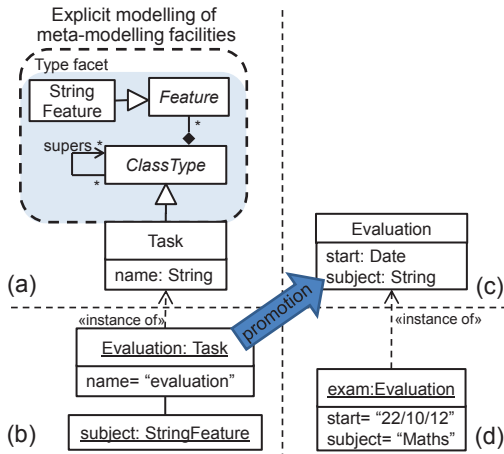 Explicit modelling of
meta-modelling facilities
Type facet
String
Feature
Feature
*
supers
*
*
ClassType
Task
name: String
(a)
«instance of»
Evaluation: Task
name= “evaluation”
subject: StringFeature
(b)
promotion
Evaluation
start: Date
subject: String
(c)
«instance of»
exam:Evaluation
start= “22/10/12”
subject= “Maths”
(d)